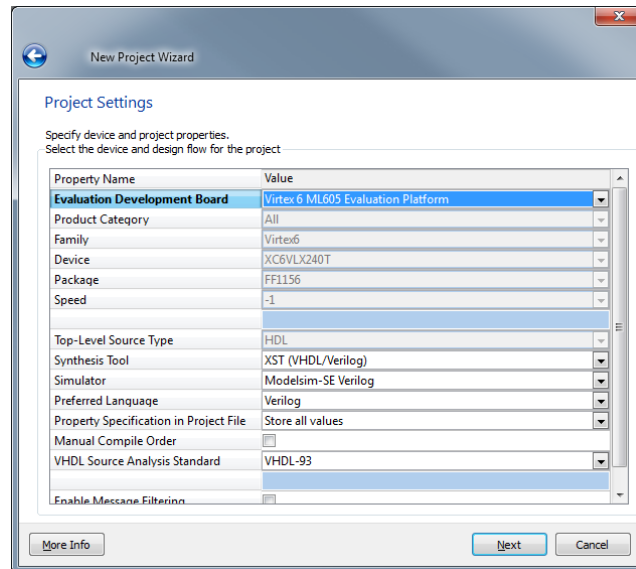 New Project Wizard
Project Settings
Specify device and project properties.
Select the device and design flow for the project
Property Name Value
Evaluation Development Board Virtex 6 ML605 Evaluation Platform
Product Category All
Family Virtex6
Device XC6VLX240T
Package FF1156
Speed -1
Top-Level Source Type HDL
Synthesis Tool XST (VHDL/Verilog)
Simulator Modelsim-SE Verilog
Preferred Language Verilog
Property Specification in Project File Store all values
Manual Compile Order
VHDL Source Analysis Standard VHDL-93
Enable Message Filtering
More Info Next Cancel